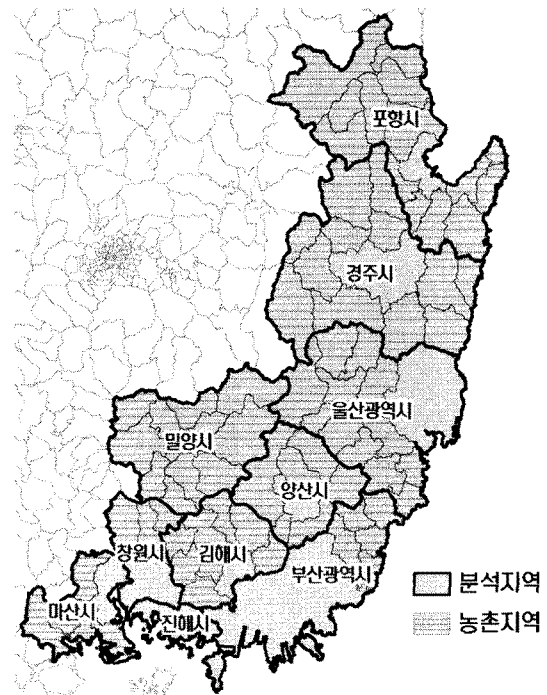 포항시
경주시
울산광역시
밀양시
양산시
창원시
김해시
부산광역시
마산시
진해시
분석지역
농촌지역